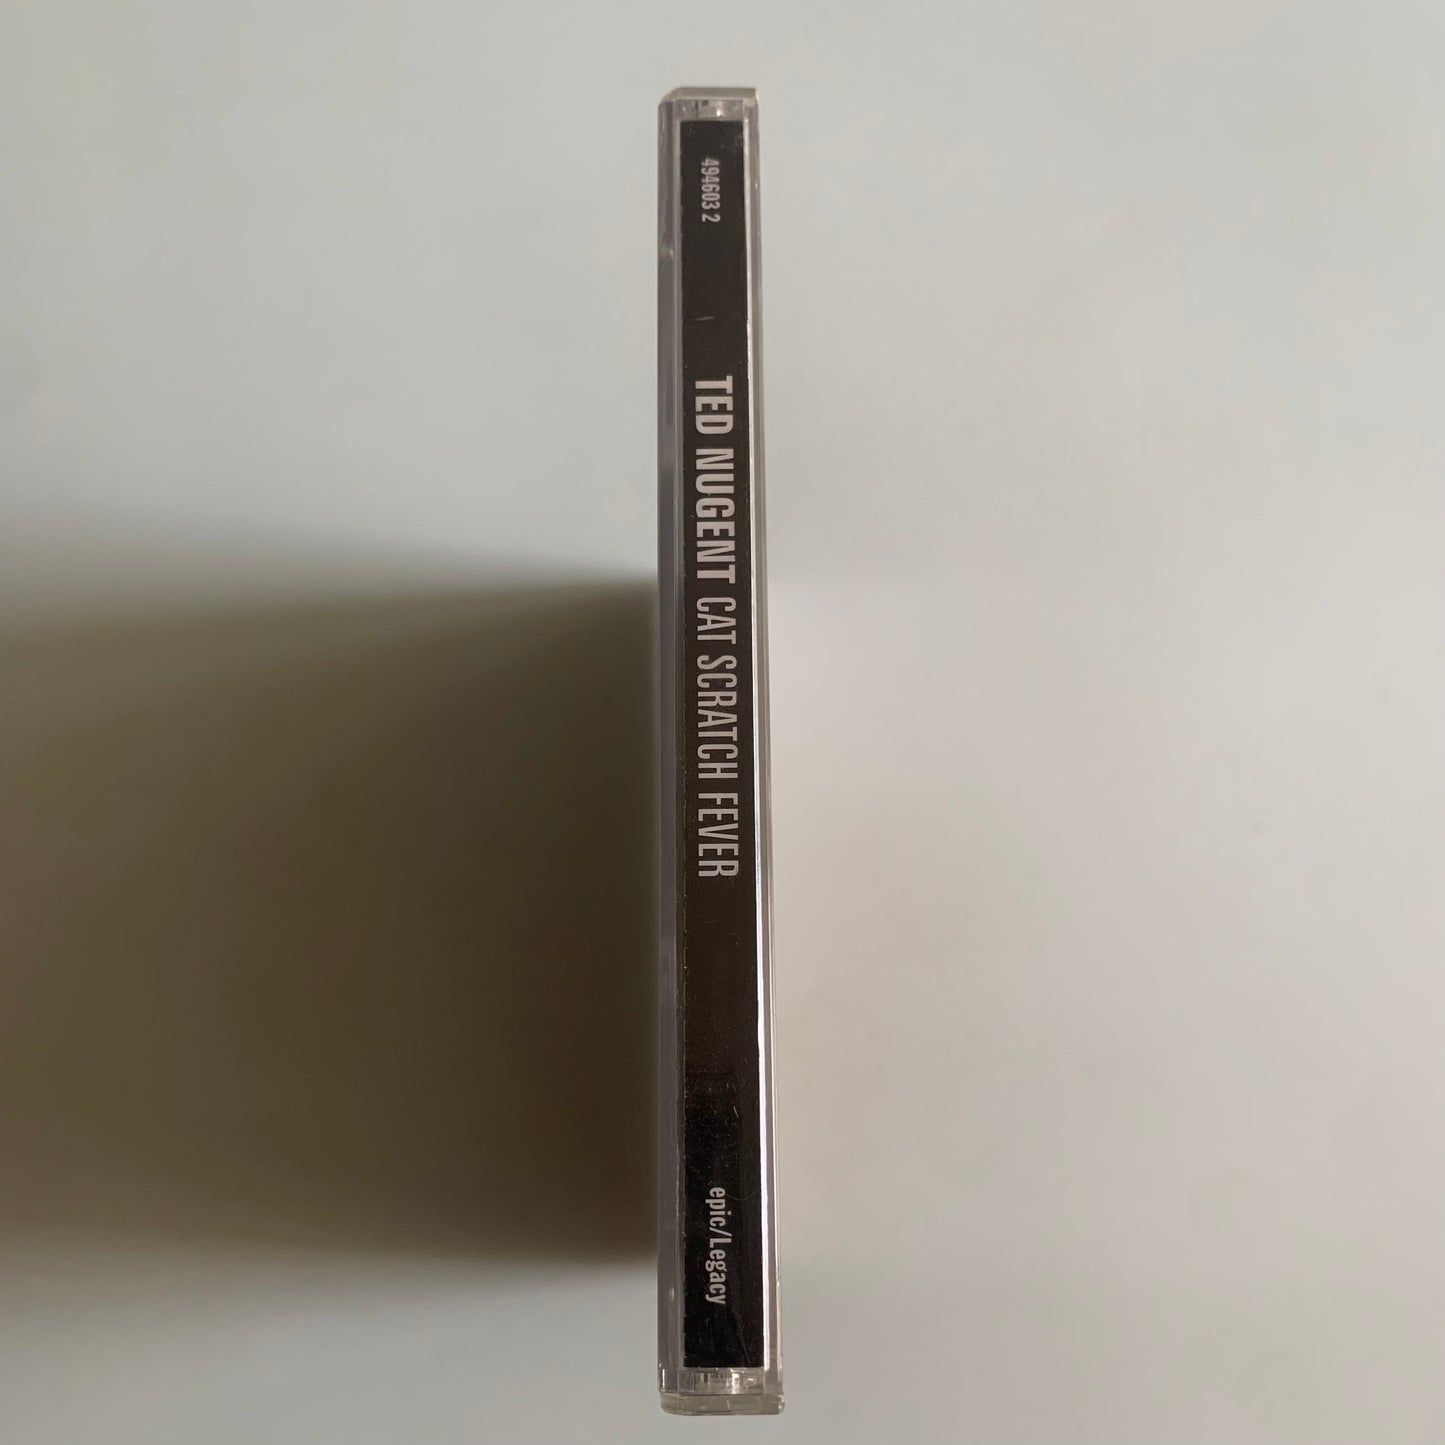 494603 2
TED NUGENT CAT SCRATCH FEVER
epic/Legacy